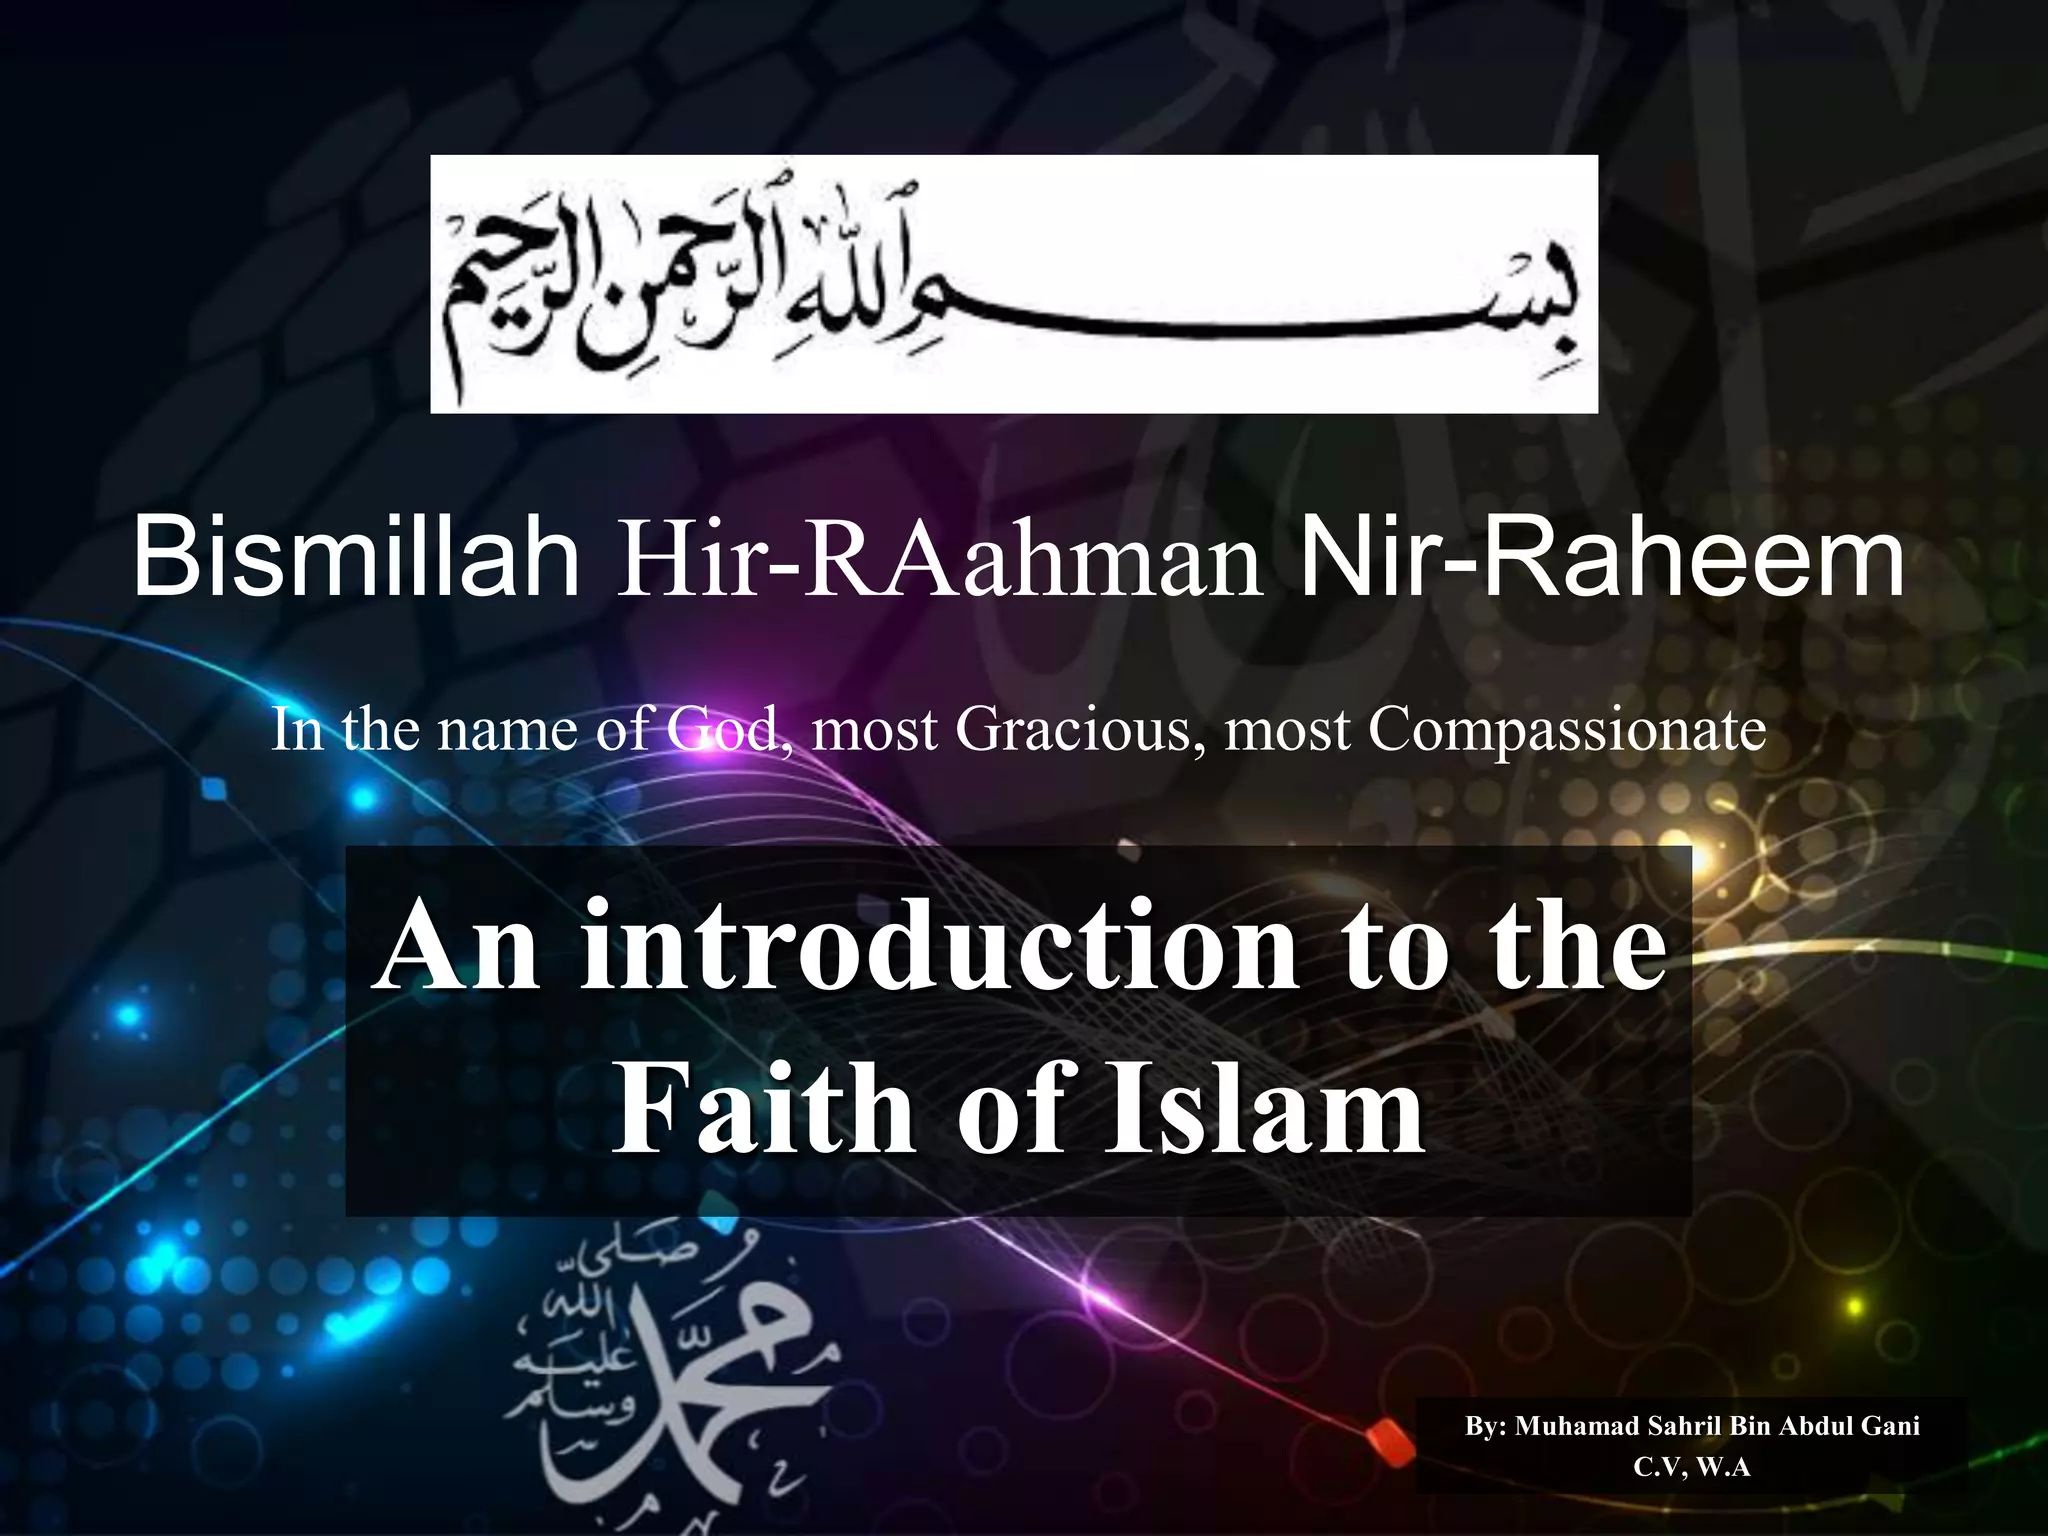 بِسْمِ ٱللَّهِ ٱلرَّحْمَٰنِ ٱلرَّحِيمِ
Bismillah Hir-RAahman Nir-Raheem
In the name of God, most Gracious, most Compassionate
An introduction to the
Faith of Islam
صلى
الله
عليه
وسلم
محمد
By: Muhamad Sahril Bin Abdul Gani
C.V, W.A